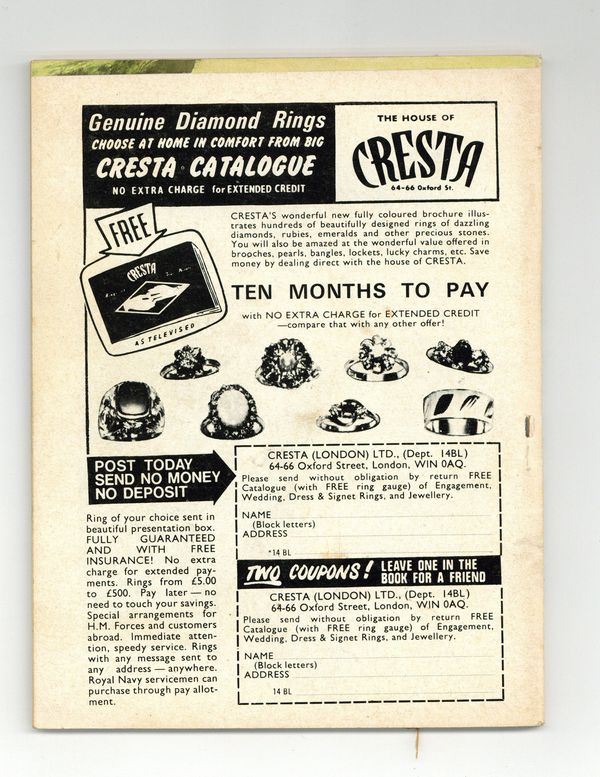 Genuine Diamond Rings
CHOOSE AT HOME IN COMFORT FROM BIG
CRESTA CATALOGUE
NO EXTRA CHARGE for EXTENDED CREDIT
THE HOUSE OF
CRESTA
64-66 Oxford St.
FREE
CRESTA
AS TELEVISED
CRESTA'S wonderful new fully coloured brochure illus-
trates hundreds of beautifully designed rings of dazzling
diamonds, rubies, emeralds and other precious stones.
You will also be amazed at the wonderful value offered in
brooches, pearls, bangles, lockets, lucky charms, etc. Save
money by dealing direct with the house of CRESTA.
TEN MONTHS TO PAY
with NO EXTRA CHARGE for EXTENDED CREDIT
—compare that with any other offer!
POST TODAY
SEND NO MONEY
NO DEPOSIT
Ring of your choice sent in
beautiful presentation box.
FULLY GUARANTEED
AND WITH FREE
INSURANCE! No extra
charge for extended pay-
ments. Rings from £5.00
to £500. Pay later — no
need to touch your savings.
Special arrangements for
H.M. Forces and customers
abroad. Immediate atten-
tion, speedy service. Rings
with any message sent to
any address — anywhere.
Royal Navy servicemen can
purchase through pay allot-
ment.
CRESTA (LONDON) LTD., (Dept. 14BL)
64-66 Oxford Street, London, WIN 0AQ.
Please send without obligation by return FREE
Catalogue (with FREE ring gauge) of Engagement,
Wedding, Dress & Signet Rings, and Jewellery.
NAME
(Block letters)
ADDRESS
*14 BL
TWO COUPONS! LEAVE ONE IN THE
BOOK FOR A FRIEND
CRESTA (LONDON) LTD., (Dept. 14BL)
64-66 Oxford Street, London, WIN 0AQ.
Please send without obligation by return FREE
Catalogue (with FREE ring gauge) of Engagement,
Wedding, Dress & Signet Rings, and Jewellery.
NAME
(Block letters)
ADDRESS
14 BL